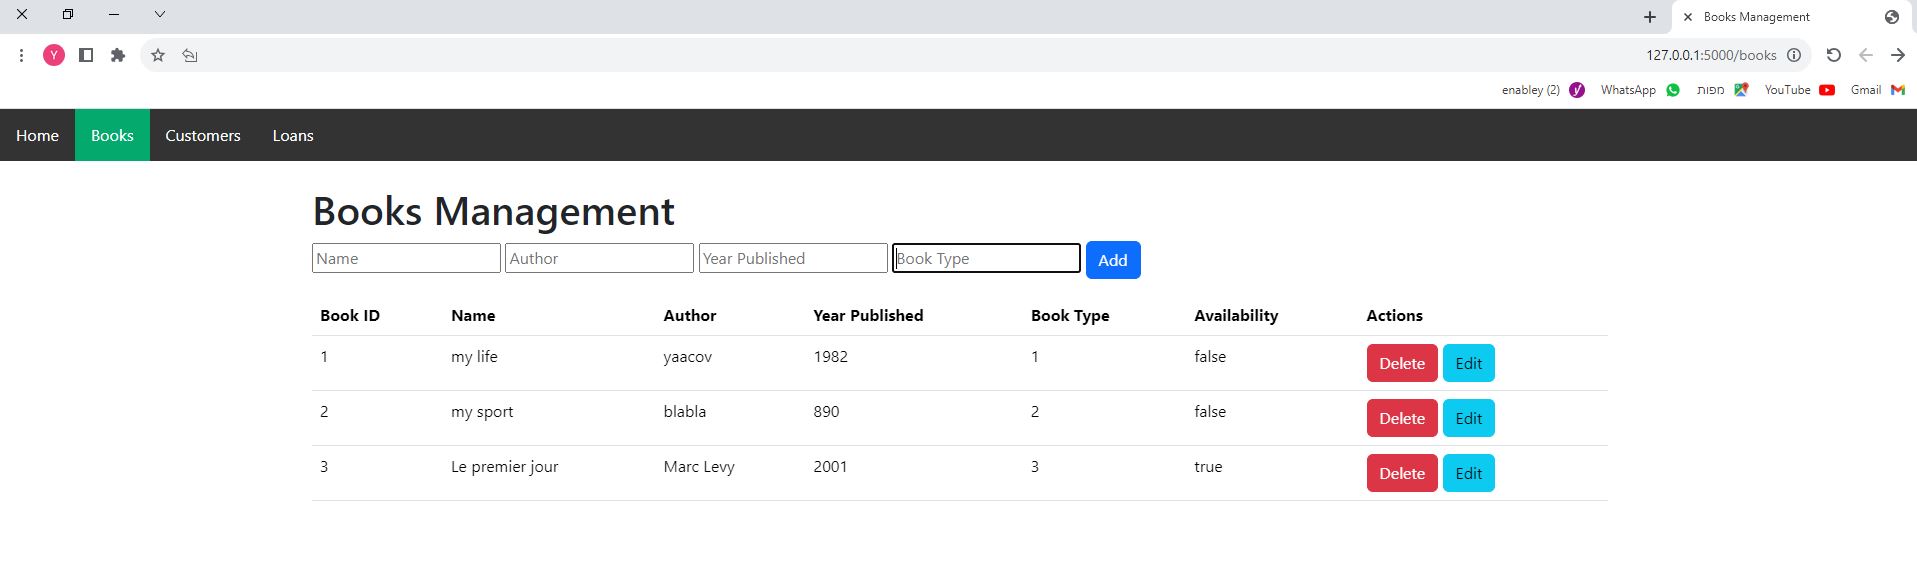 Books Management
Y
127.0.0.1:5000/books
enabley (2) y WhatsApp מפות YouTube Gmail
Home Books Customers Loans
Books Management
Name Author Year Published Book Type Add
Book ID Name Author Year Published Book Type Availability Actions
1 my life yaacov 1982 1 false Delete Edit
2 my sport blabla 890 2 false Delete Edit
3 Le premier jour Marc Levy 2001 3 true Delete Edit